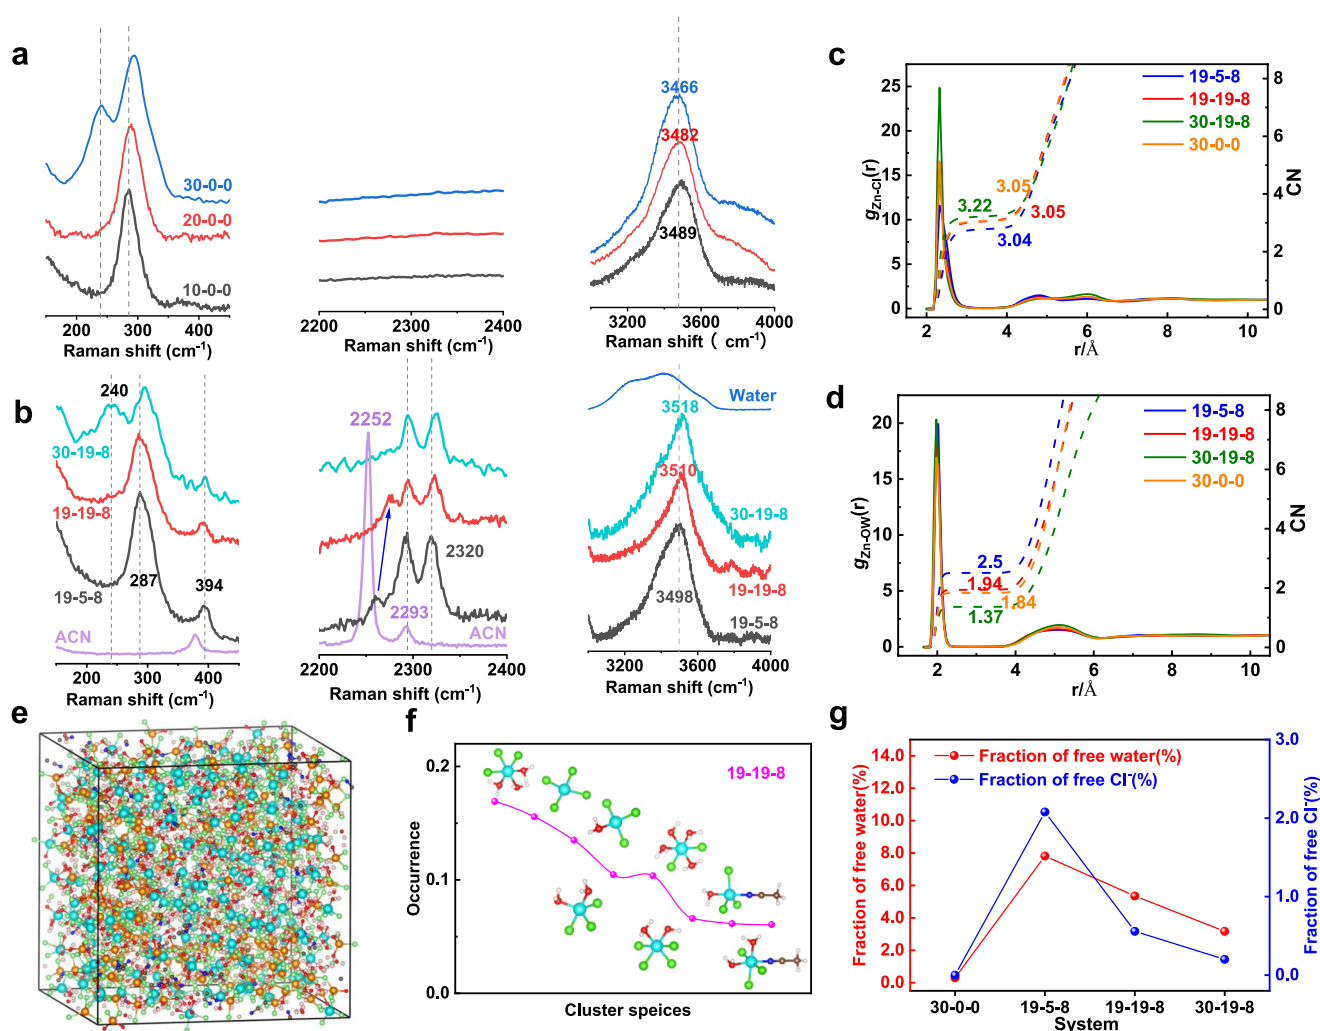 a
30-0-0
20-0-0
10-0-0
150 200 250 300 350 400 450
Raman shift (cm⁻¹)
2200 2300 2400
Raman shift (cm⁻¹)
3466
3482
3489
3200 3600 4000
Raman shift ( cm⁻¹)
b
240
30-19-8
19-19-8
287
394
19-5-8
ACN
200 300 400
Raman shift (cm⁻¹)
2252
2320
2293
ACN
2200 2250 2300 2350 2400
Raman shift (cm⁻¹)
Water
3518
3510
30-19-8
19-19-8
3498
19-5-8
3200 3600 4000
Raman shift (cm⁻¹)
c
gZn-Cl(r)
25
20
15
10
5
0
19-5-8
19-19-8
30-19-8
30-0-0
3.05
3.22
3.05
3.04
8
6
4
2
0
CN
2 4 6 8 10
r/Å
d
gZn-OW(r)
20
15
10
5
0
19-5-8
19-19-8
30-19-8
30-0-0
2.5
1.94
1.84
1.37
8
6
4
2
0
CN
2 4 6 8 10
r/Å
e
f
Occurrence
0.2
0.1
0.0
19-19-8
Cluster speices
g
Fraction of free water(%)
14.0
12.0
10.0
8.0
6.0
4.0
2.0
0.0
Fraction of free water(%)
Fraction of free Cl⁻(%)
3.0
2.0
1.0
0.0
Fraction of free Cl⁻(%)
30-0-0 19-5-8 19-19-8 30-19-8
System